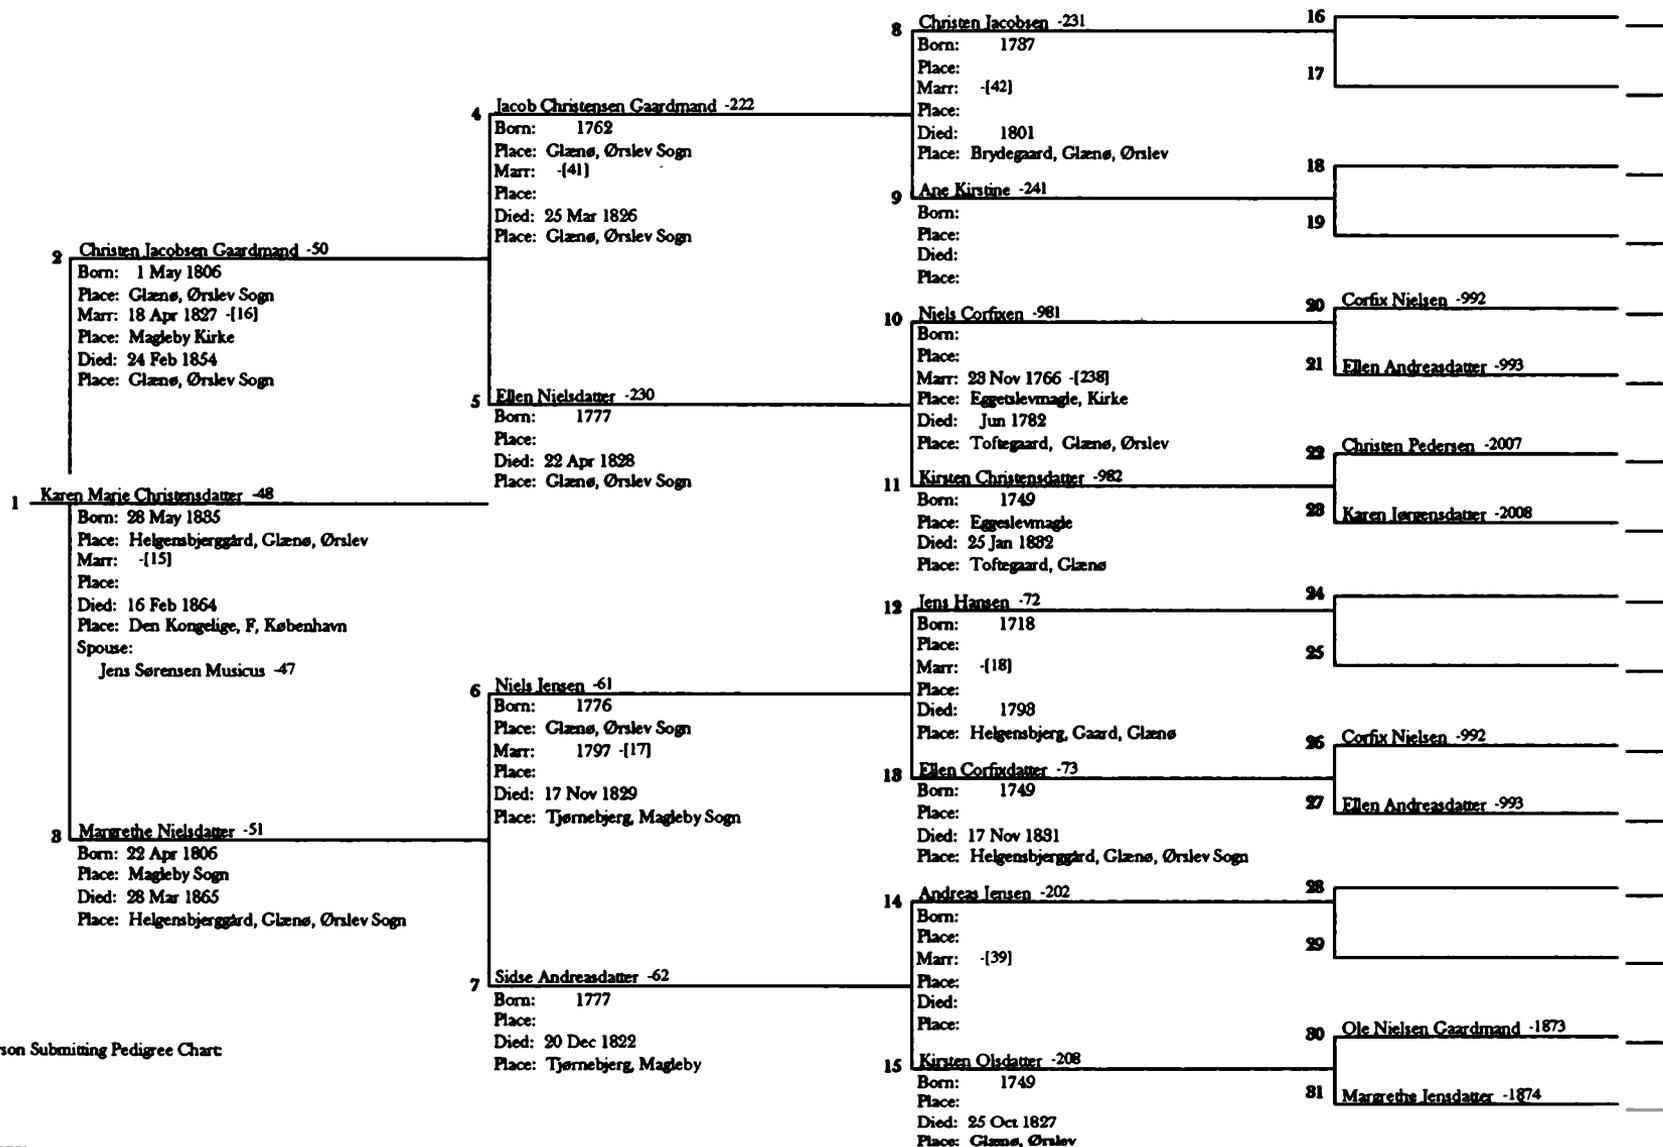 1 Karen Marie Christensdatter -48
Born: 28 May 1835
Place: Helgensbjerggård, Glænø, Ørslev
Marr: -[15]
Place:
Died: 16 Feb 1864
Place: Den Kongelige, F, København
Spouse:
Jens Sørensen Musicus -47
2 Christen Jacobsen Gaardmand -50
Born: 1 May 1806
Place: Glænø, Ørslev Sogn
Marr: 18 Apr 1827 -[16]
Place: Magleby Kirke
Died: 24 Feb 1854
Place: Glænø, Ørslev Sogn
3 Margrethe Nielsdatter -51
Born: 22 Apr 1806
Place: Magleby Sogn
Died: 28 Mar 1865
Place: Helgensbjerggård, Glænø, Ørslev Sogn
son Submitting Pedigree Chart:
4 Jacob Christensen Gaardmand -222
Born: 1762
Place: Glænø, Ørslev Sogn
Marr: -[41]
Place:
Died: 25 Mar 1826
Place: Glænø, Ørslev Sogn
5 Ellen Nielsdatter -230
Born: 1777
Place:
Died: 22 Apr 1828
Place: Glænø, Ørslev Sogn
6 Niels Jensen -61
Born: 1776
Place: Glænø, Ørslev Sogn
Marr: 1797 -[17]
Place:
Died: 17 Nov 1829
Place: Tjørnebjerg, Magleby Sogn
7 Sidse Andreasdatter -62
Born: 1777
Place:
Died: 20 Dec 1822
Place: Tjørnebjerg, Magleby
8 Christen Jacobsen -231
Born: 1737
Place:
Marr: -[42]
Place:
Died: 1801
Place: Brydegaard, Glænø, Ørslev
9 Ane Kirstine -241
Born:
Place:
Died:
Place:
10 Niels Corfixen -981
Born:
Place:
Marr: 23 Nov 1766 -[238]
Place: Eggetslevmagle, Kirke
Died: Jun 1782
Place: Toftegaard, Glænø, Ørslev
11 Kirsten Christensdatter -982
Born: 1749
Place: Eggeslevmagle
Died: 25 Jan 1832
Place: Toftegaard, Glænø
12 Jens Hansen -72
Born: 1718
Place:
Marr: -[18]
Place:
Died: 1793
Place: Helgensbjerg, Gaard, Glænø
13 Ellen Corfixdatter -73
Born: 1749
Place:
Died: 17 Nov 1831
Place: Helgensbjerggård, Glænø, Ørslev Sogn
14 Andreas Jensen -202
Born:
Place:
Marr: -[39]
Place:
Died:
Place:
15 Kirsten Olsdatter -208
Born: 1749
Place:
Died: 25 Oct 1827
Place: Glænø, Ørslev
16
17
18
19
20 Corfix Nielsen -992
21 Ellen Andreasdatter -993
22 Christen Pedersen -2007
23 Karen Jørgensdatter -2008
24
25
26 Corfix Nielsen -992
27 Ellen Andreasdatter -993
28
29
30 Ole Nielsen Gaardmand -1873
31 Margrethe Jensdatter -1874